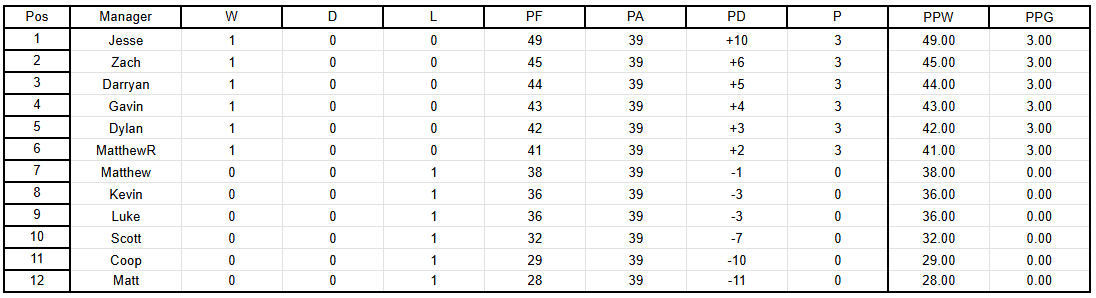 Pos Manager W D L PF PA PD P PPW PPG
1 Jesse 1 0 0 49 39 +10 3 49.00 3.00
2 Zach 1 0 0 45 39 +6 3 45.00 3.00
3 Darryan 1 0 0 44 39 +5 3 44.00 3.00
4 Gavin 1 0 0 43 39 +4 3 43.00 3.00
5 Dylan 1 0 0 42 39 +3 3 42.00 3.00
6 MatthewR 1 0 0 41 39 +2 3 41.00 3.00
7 Matthew 0 0 1 38 39 -1 0 38.00 0.00
8 Kevin 0 0 1 36 39 -3 0 36.00 0.00
9 Luke 0 0 1 36 39 -3 0 36.00 0.00
10 Scott 0 0 1 32 39 -7 0 32.00 0.00
11 Coop 0 0 1 29 39 -10 0 29.00 0.00
12 Matt 0 0 1 28 39 -11 0 28.00 0.00